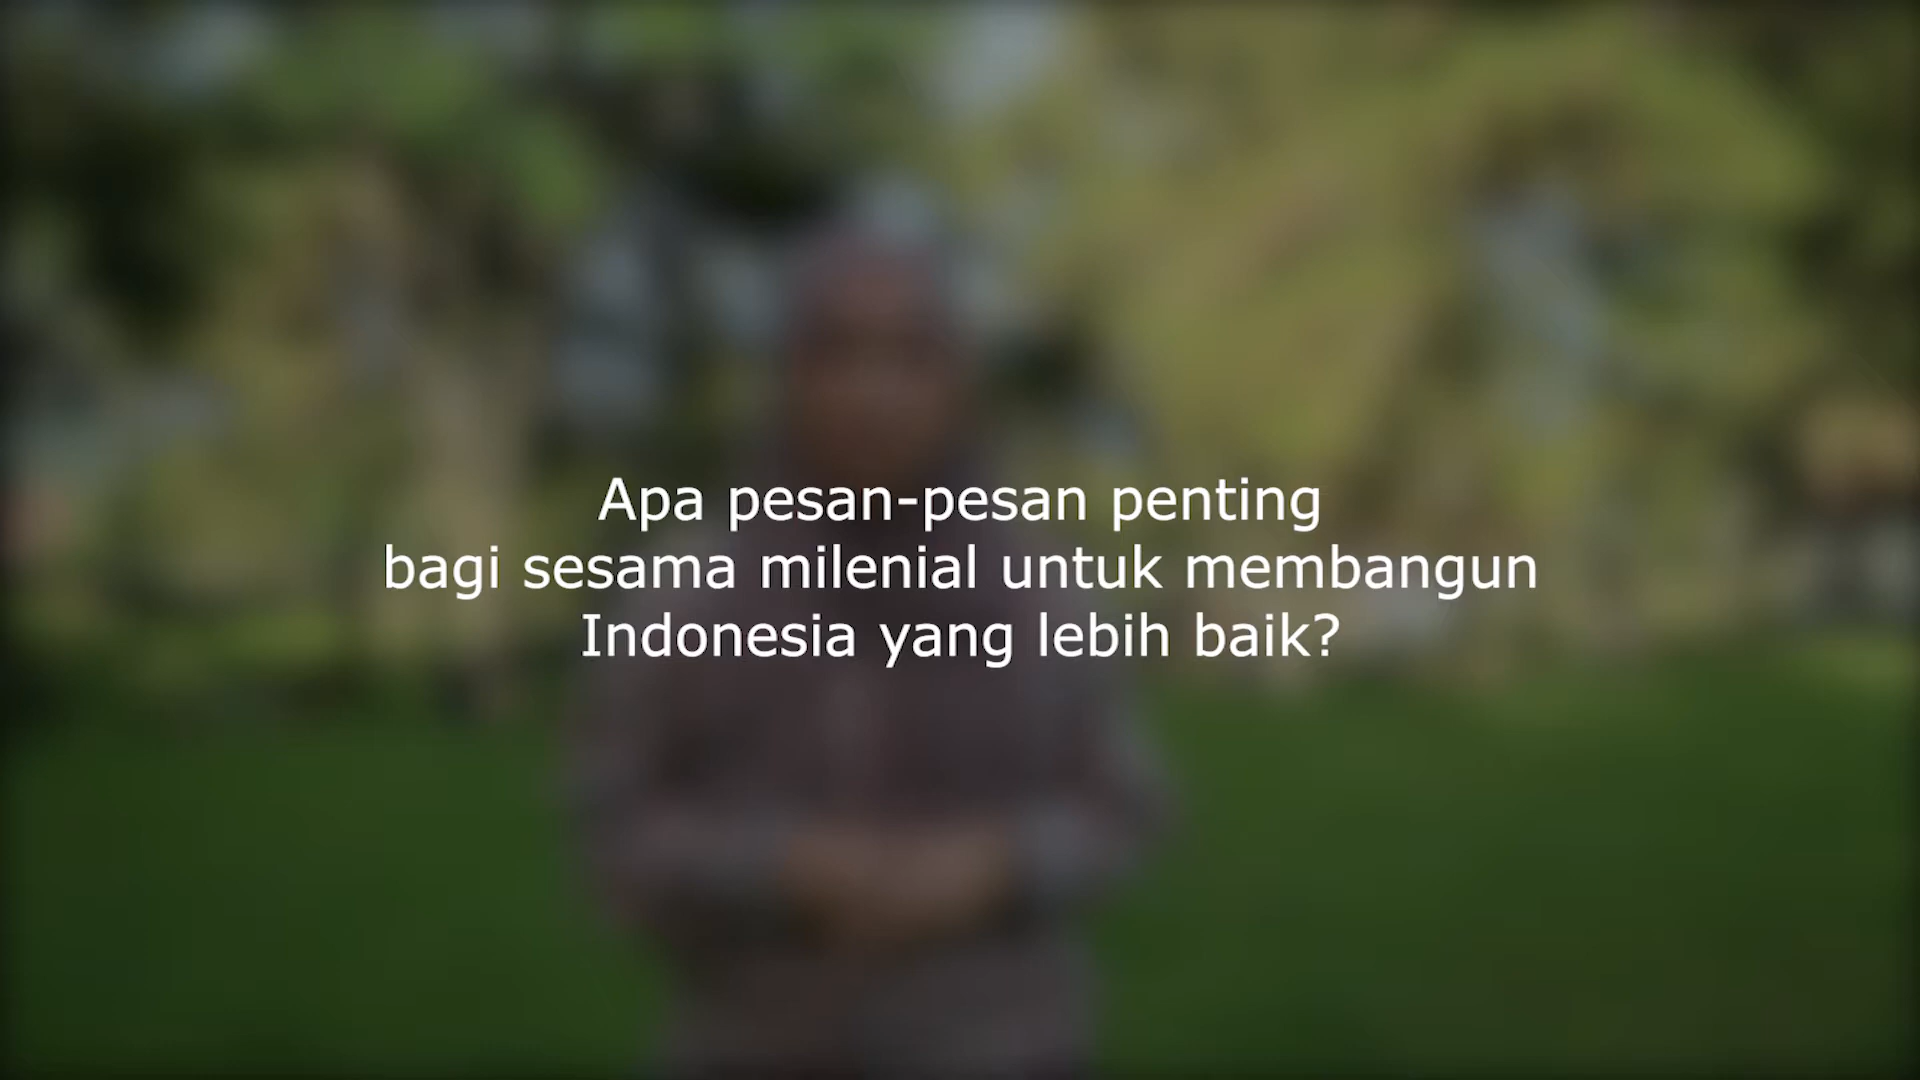 Apa pesan-pesan penting
bagi sesama milenial untuk membangun
Indonesia yang lebih baik?